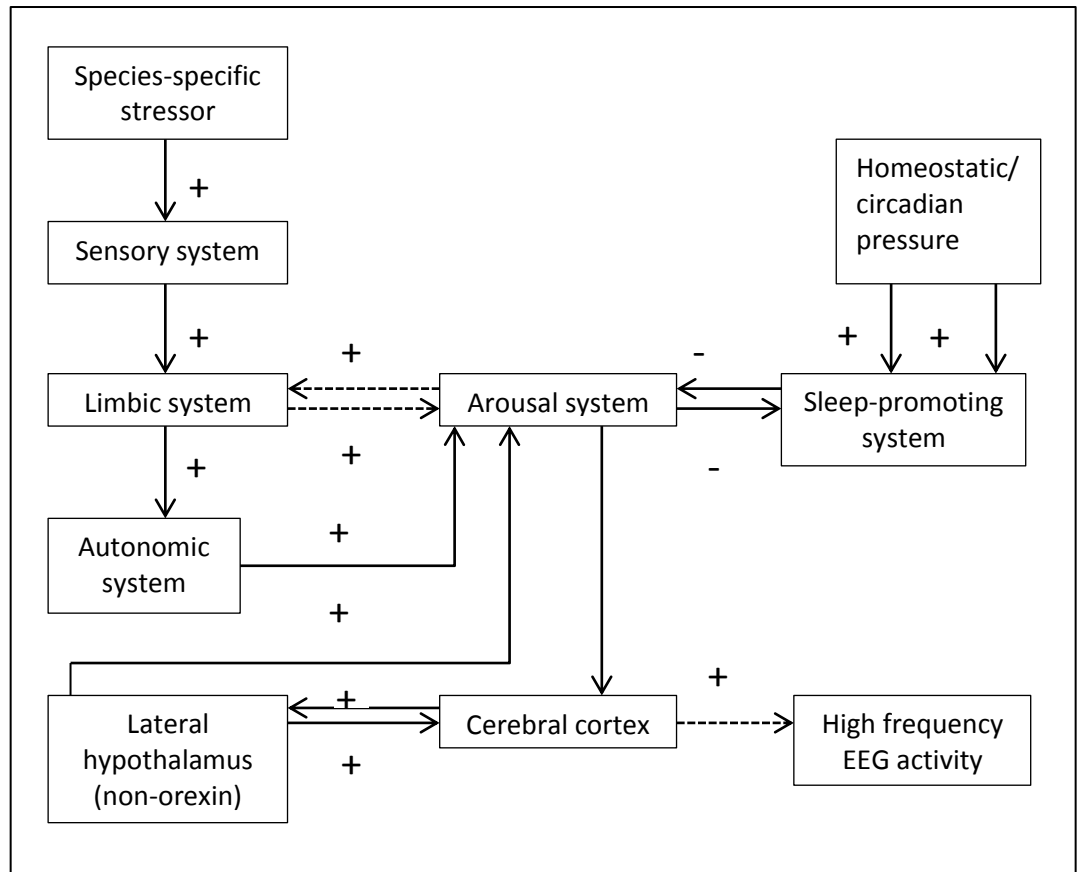 Species-specific
stressor
Homeostatic/
circadian
pressure
+
Sensory system
+
+
+
+
-
Limbic system
Arousal system
Sleep-promoting
system
+
+
-
Autonomic
system
+
+
+
+
Lateral
hypothalamus
(non-orexin)
Cerebral cortex
High frequency
EEG activity
+